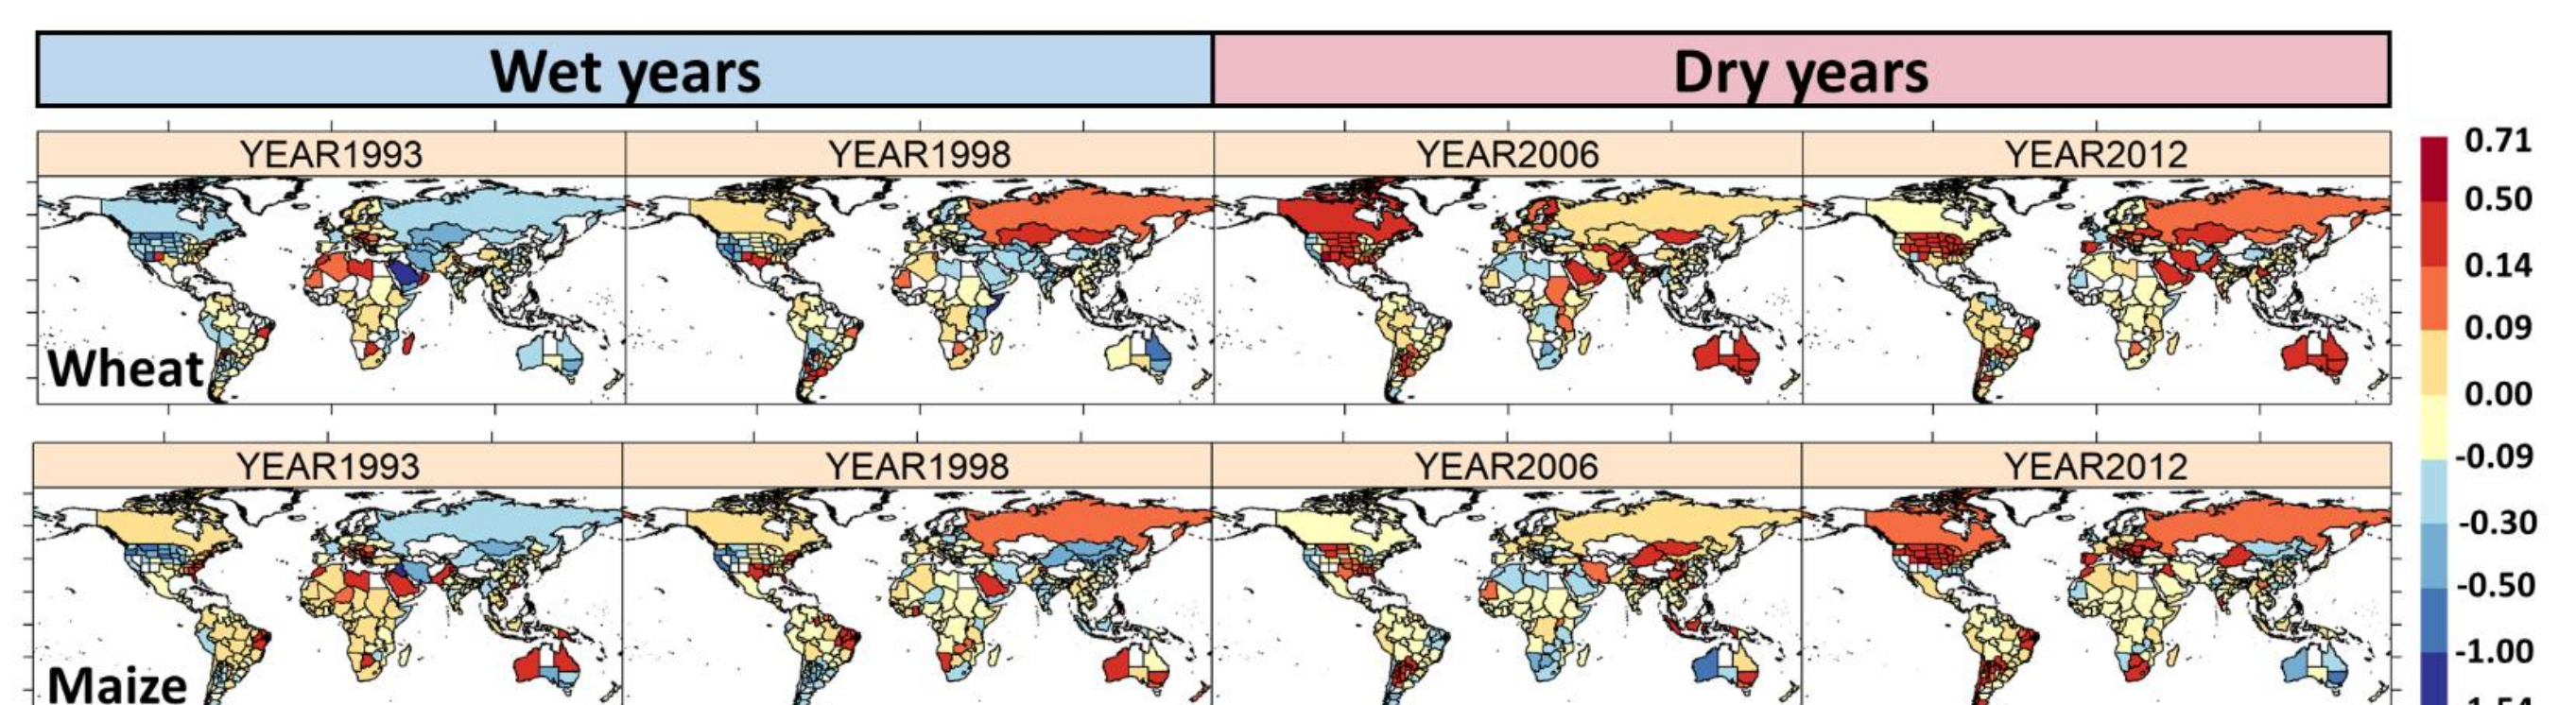 Wet years Dry years
YEAR1993 YEAR1998 YEAR2006 YEAR2012
Wheat
YEAR1993 YEAR1998 YEAR2006 YEAR2012
Maize
0.71
0.50
0.14
0.09
0.00
-0.09
-0.30
-0.50
-1.00